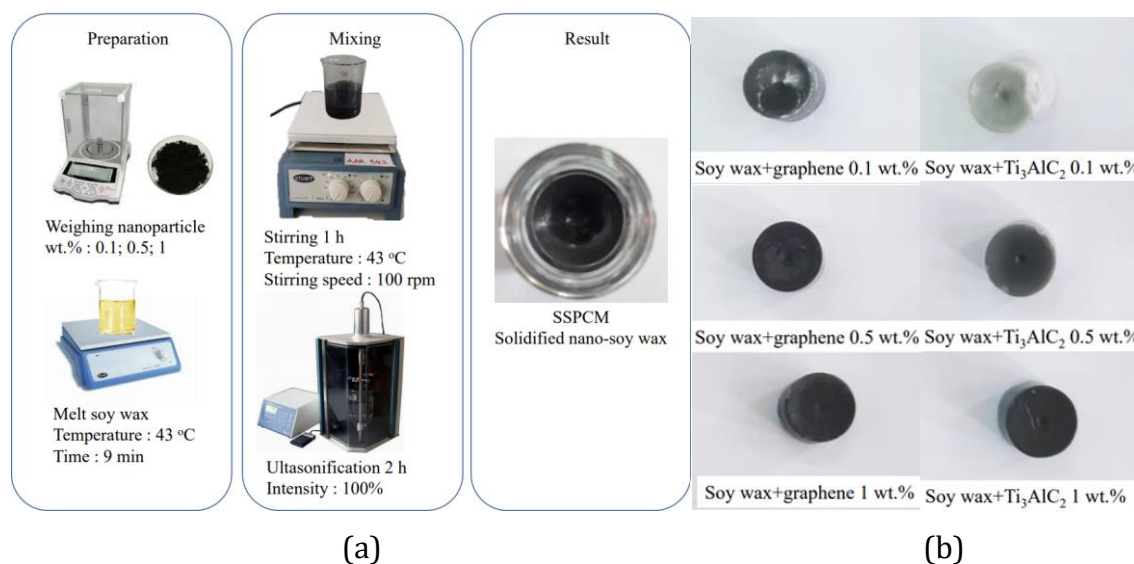 Preparation
Weighing nanoparticle
wt.% : 0.1; 0.5; 1
Melt soy wax
Temperature : 43 °C
Time : 9 min
Mixing
stuart
Stirring 1 h
Temperature : 43 °C
Stirring speed : 100 rpm
Ultasonification 2 h
Intensity : 100%
Result
SSPCM
Solidified nano-soy wax
(a)
Soy wax+graphene 0.1 wt.%
Soy wax+Ti₃AlC₂ 0.1 wt.%
Soy wax+graphene 0.5 wt.%
Soy wax+Ti₃AlC₂ 0.5 wt.%
Soy wax+graphene 1 wt.%
Soy wax+Ti₃AlC₂ 1 wt.%
(b)